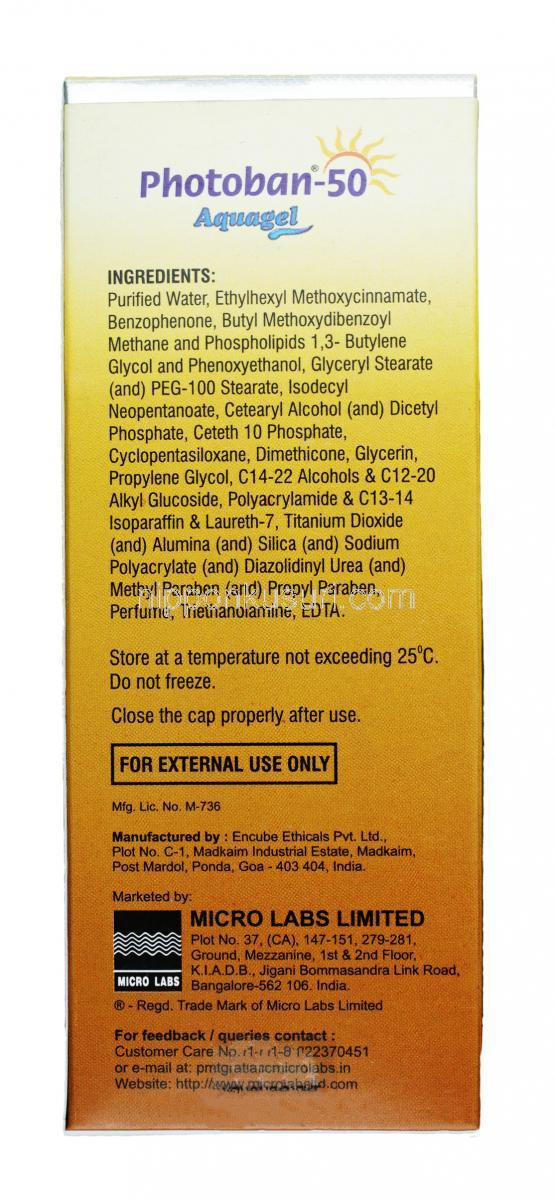 Photoban®-50
Aquagel
INGREDIENTS:
Purified Water, Ethylhexyl Methoxycinnamate,
Benzophenone, Butyl Methoxydibenzoyl
Methane and Phospholipids 1,3- Butylene
Glycol and Phenoxyethanol, Glyceryl Stearate
(and) PEG-100 Stearate, Isodecyl
Neopentanoate, Cetearyl Alcohol (and) Dicetyl
Phosphate, Ceteth 10 Phosphate,
Cyclopentasiloxane, Dimethicone, Glycerin,
Propylene Glycol, C14-22 Alcohols & C12-20
Alkyl Glucoside, Polyacrylamide & C13-14
Isoparaffin & Laureth-7, Titanium Dioxide
(and) Alumina (and) Silica (and) Sodium
Polyacrylate (and) Diazolidinyl Urea (and)
Methyl Paraben (and) Propyl Paraben,
nipponkusuri.com
Perfume, Triethanolamine, EDTA.
Store at a temperature not exceeding 25⁰C.
Do not freeze.
Close the cap properly after use.
FOR EXTERNAL USE ONLY
Mfg. Lic. No. M-736
Manufactured by : Encube Ethicals Pvt. Ltd.,
Plot No. C-1, Madkaim Industrial Estate, Madkaim,
Post Mardol, Ponda, Goa - 403 404, India.
Marketed by:
MICRO LABS LIMITED
Plot No. 37, (CA), 147-151, 279-281,
Ground, Mezzanine, 1st & 2nd Floor,
K.I.A.D.B., Jigani Bommasandra Link Road,
Bangalore-562 106. India.
MICRO LABS
® - Regd. Trade Mark of Micro Labs Limited
For feedback / queries contact :
Customer Care No.
or e-mail at:
Website: